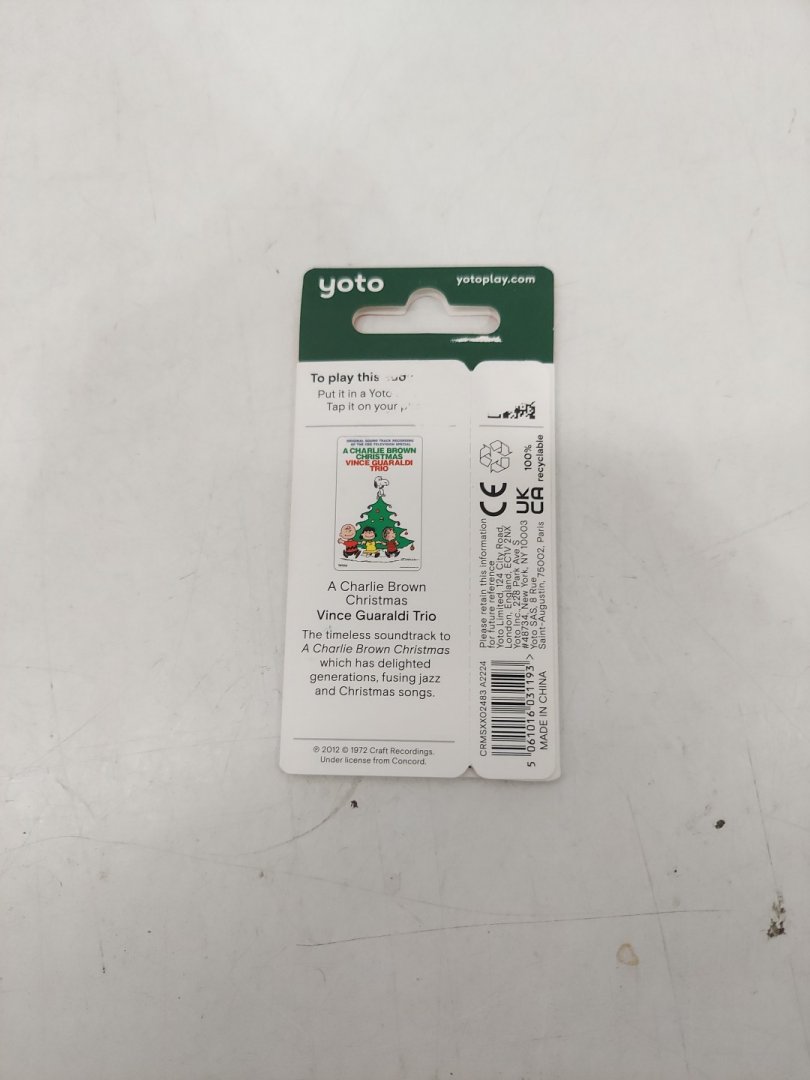 yoto
yotoplay.com
To play this
Put it in a
Tap it on your
ORIGINAL SOUND TRACK RECORDING
OF THE CBS TELEVISION SPECIAL
A CHARLIE BROWN
CHRISTMAS
VINCE GUARALDI
TRIO
A Charlie Brown
Christmas
Vince Guaraldi Trio
The timeless soundtrack to
A Charlie Brown Christmas
which has delighted
generations, fusing jazz
and Christmas songs.
℗ 2012 © 1972 Craft Recordings.
Under license from Concord.
CE
UK
CA
100%
recyclable
Please retain this information
for future reference
Yoto Limited, 124 City Road,
London, England, EC1V 2NX
Yoto Inc., 228 Park Ave S,
#48734, New York, NY 10003
Yoto SAS, 8 Rue
Saint-Augustin, 75002, Paris
CRMSXX02483 A2224
5 061016 031193 >
MADE IN CHINA